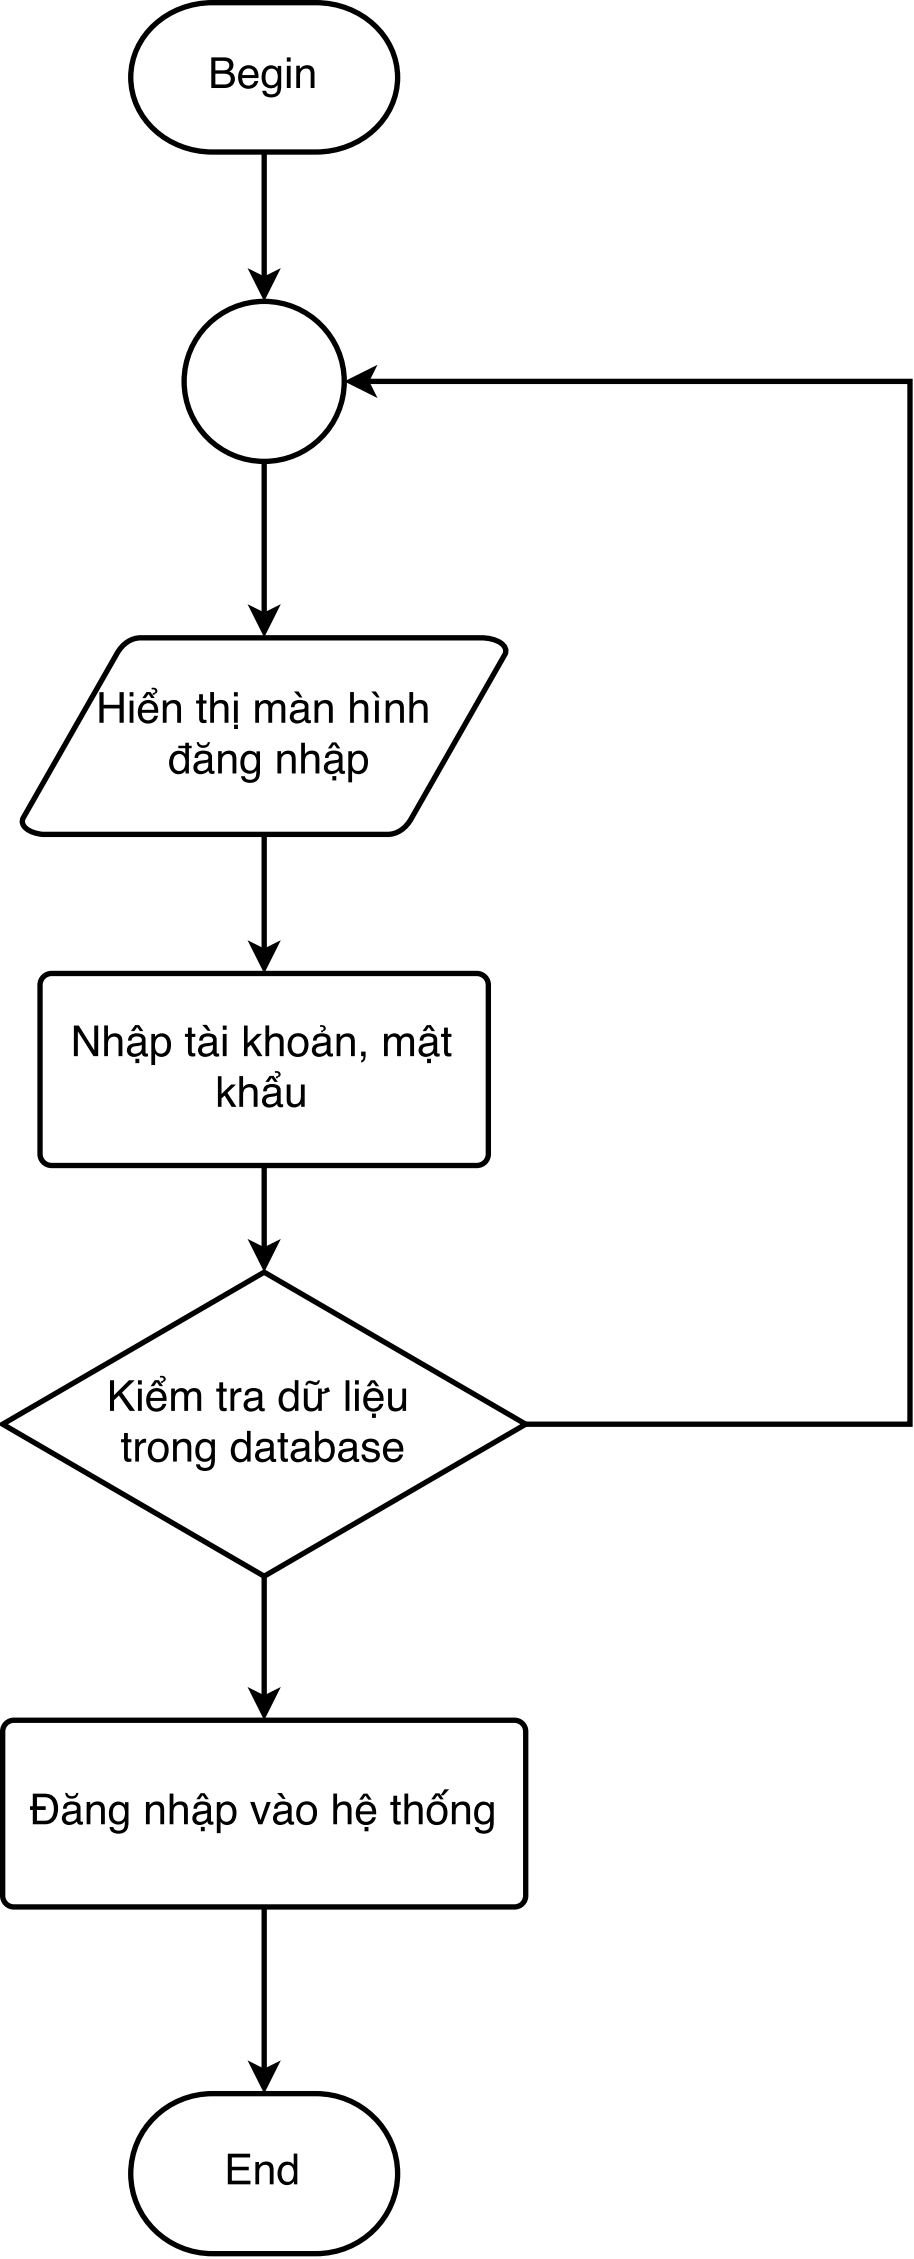 Begin
Hiển thị màn hình
đăng nhập
Nhập tài khoản, mật
khẩu
Kiểm tra dữ liệu
trong database
Đăng nhập vào hệ thống
End